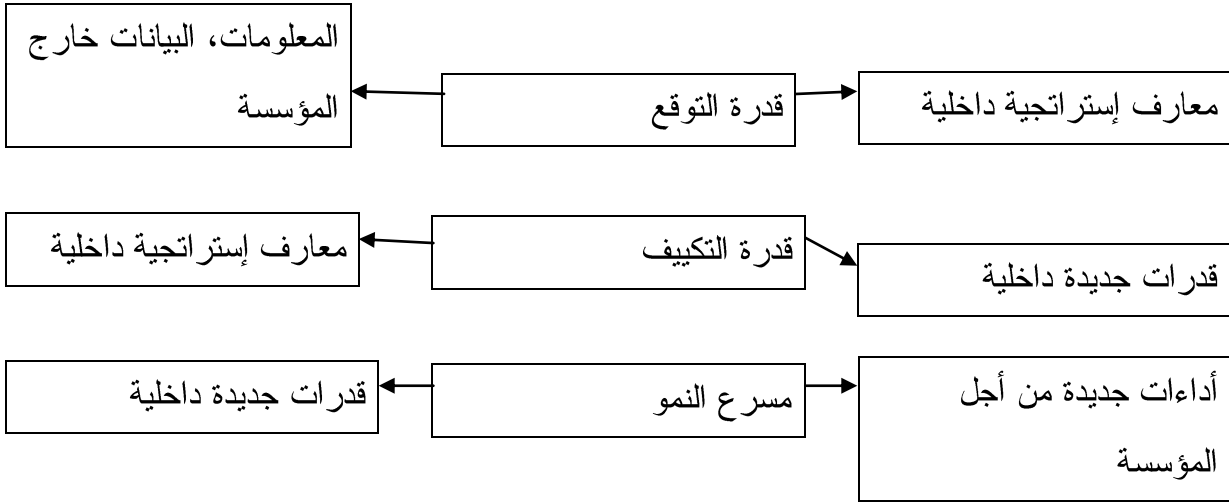 معارف إستراتجية داخلية
قدرة التوقع
المعلومات، البيانات خارج
المؤسسة
قدرات جديدة داخلية
قدرة التكييف
معارف إستراتجية داخلية
أداءات جديدة من أجل
المؤسسة
مسرع النمو
قدرات جديدة داخلية